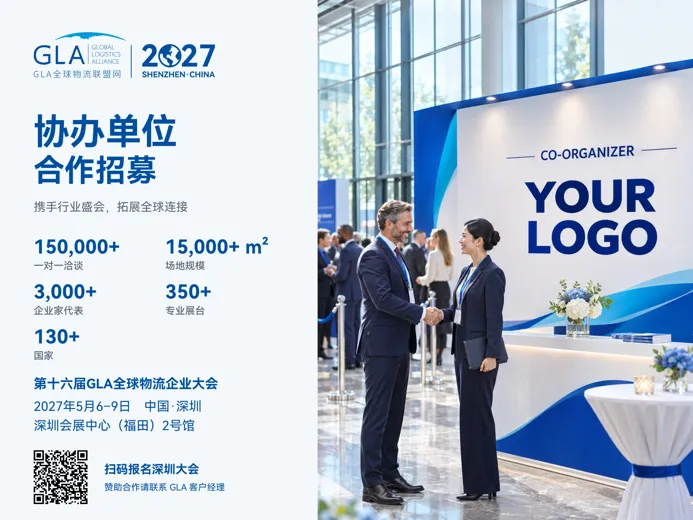 GLA GLOBAL LOGISTICS ALLIANCE
GLA全球物流联盟网
2027
SHENZHEN·CHINA
协办单位
合作招募
携手行业盛会，拓展全球连接
150,000+
一对一洽谈
15,000+ m²
场地规模
3,000+
企业家代表
350+
专业展台
130+
国家
第十六届GLA全球物流企业大会
2027年5月6-9日 中国·深圳
深圳会展中心（福田）2号馆
扫码报名深圳大会
赞助合作请联系 GLA 客户经理
CO-ORGANIZER
YOUR
LOGO